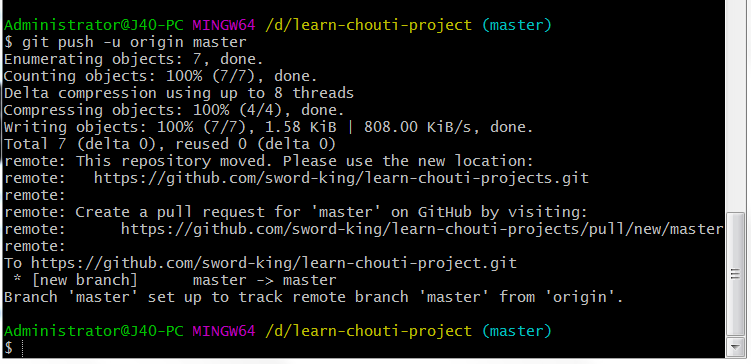 Administrator@J40-PC MINGW64 /d/learn-chouti-project (master)
$ git push -u origin master
Enumerating objects: 7, done.
Counting objects: 100% (7/7), done.
Delta compression using up to 8 threads
Compressing objects: 100% (4/4), done.
Writing objects: 100% (7/7), 1.58 KiB | 808.00 KiB/s, done.
Total 7 (delta 0), reused 0 (delta 0)
remote: This repository moved. Please use the new location:
remote:   https://github.com/sword-king/learn-chouti-projects.git
remote:
remote: Create a pull request for 'master' on GitHub by visiting:
remote:      https://github.com/sword-king/learn-chouti-projects/pull/new/master
remote:
To https://github.com/sword-king/learn-chouti-project.git
 * [new branch]      master -> master
Branch 'master' set up to track remote branch 'master' from 'origin'.
Administrator@J40-PC MINGW64 /d/learn-chouti-project (master)
$